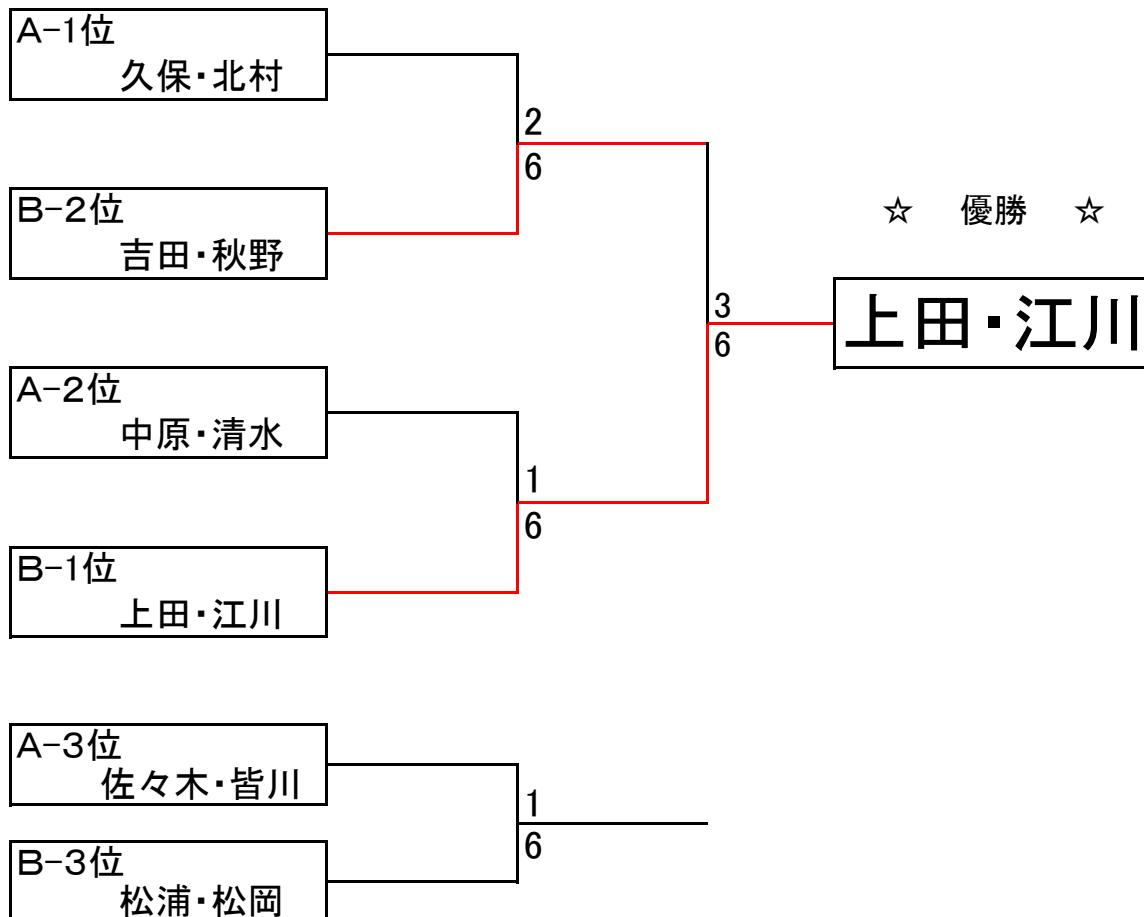 A-1位
久保・北村
2
6
B-2位
吉田・秋野
☆ 優勝 ☆
3
6
上田・江川
A-2位
中原・清水
1
6
B-1位
上田・江川
A-3位
佐々木・皆川
1
6
B-3位
松浦・松岡